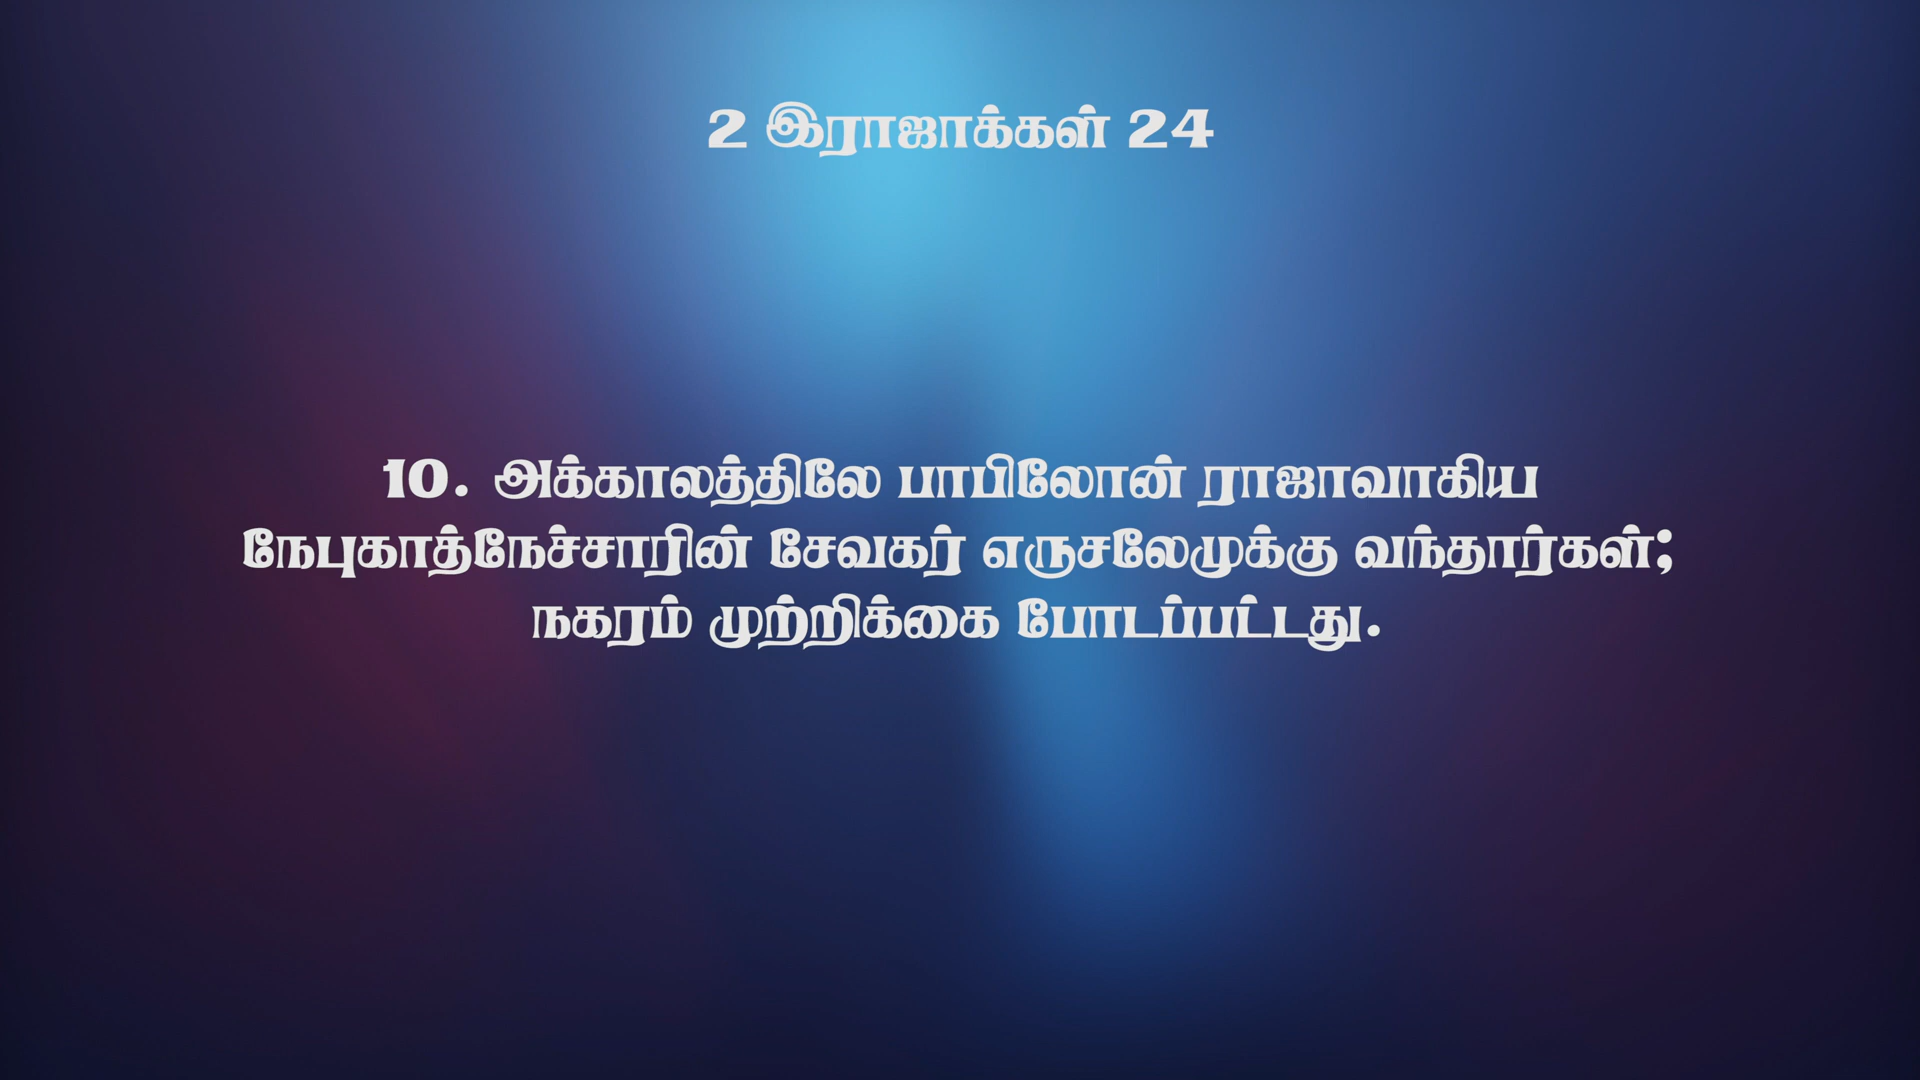 2 இராஜாக்கள் 24
10. அக்காலத்திலே பாபிலோன் ராஜாவாகிய
நேபுகாத்நேச்சாரின் சேவகர் எருசலேமுக்கு வந்தார்கள்;
நகரம் முற்றிக்கை போடப்பட்டது.